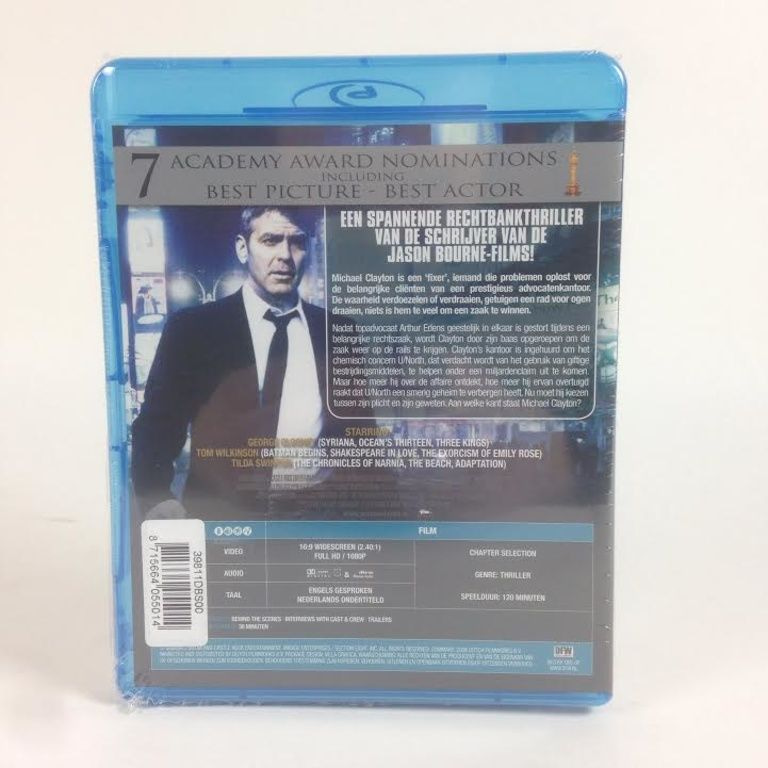 7 ACADEMY AWARD NOMINATIONS
INCLUDING
BEST PICTURE - BEST ACTOR
EEN SPANNENDE RECHTBANKTHRILLER
VAN DE SCHRIJVER VAN DE
JASON BOURNE-FILMS!
Michael Clayton is een 'fixer', iemand die problemen oplost voor
de belangrijke cliënten van een prestigieus advocatenkantoor.
De waarheid verdoezelen of verdraaien, getuigen een rad voor ogen
draaien, niets is hem te veel om een zaak te winnen.
Nadat topadvocaat Arthur Edens geestelijk in elkaar is gestort tijdens een
belangrijke rechtszaak, wordt Clayton door zijn baas opgeroepen om de
zaak weer op de rails te krijgen. Clayton's kantoor is ingehuurd om het
chemisch concern U/North, dat verdacht wordt van het gebruik van giftige
bestrijdingsmiddelen, te helpen onder een miljardenclaim uit te komen.
Maar hoe meer hij over de affaire ontdekt, hoe meer hij ervan overtuigd
raakt dat U/North een smerig geheim te verbergen heeft. Nu moet hij kiezen
tussen zijn plicht en zijn geweten. Aan welke kant staat Michael Clayton?
STARRING
GEORGE CLOONEY (SYRIANA, OCEAN'S THIRTEEN, THREE KINGS)
TOM WILKINSON (BATMAN BEGINS, SHAKESPEARE IN LOVE, THE EXORCISM OF EMILY ROSE)
TILDA SWINTON (THE CHRONICLES OF NARNIA, THE BEACH, ADAPTATION)
FILM
VIDEO 16:9 WIDESCREEN (2.40:1)
FULL HD / 1080P
CHAPTER SELECTION
AUDIO &
GENRE: THRILLER
TAAL ENGELS GESPROKEN
NEDERLANDS ONDERTITELD
SPEELDUUR: 120 MINUTEN
BEHIND THE SCENES INTERVIEWS WITH CAST & CREW TRAILERS
30 MINUTEN
39811DBS00
8 715664 055014
DFW